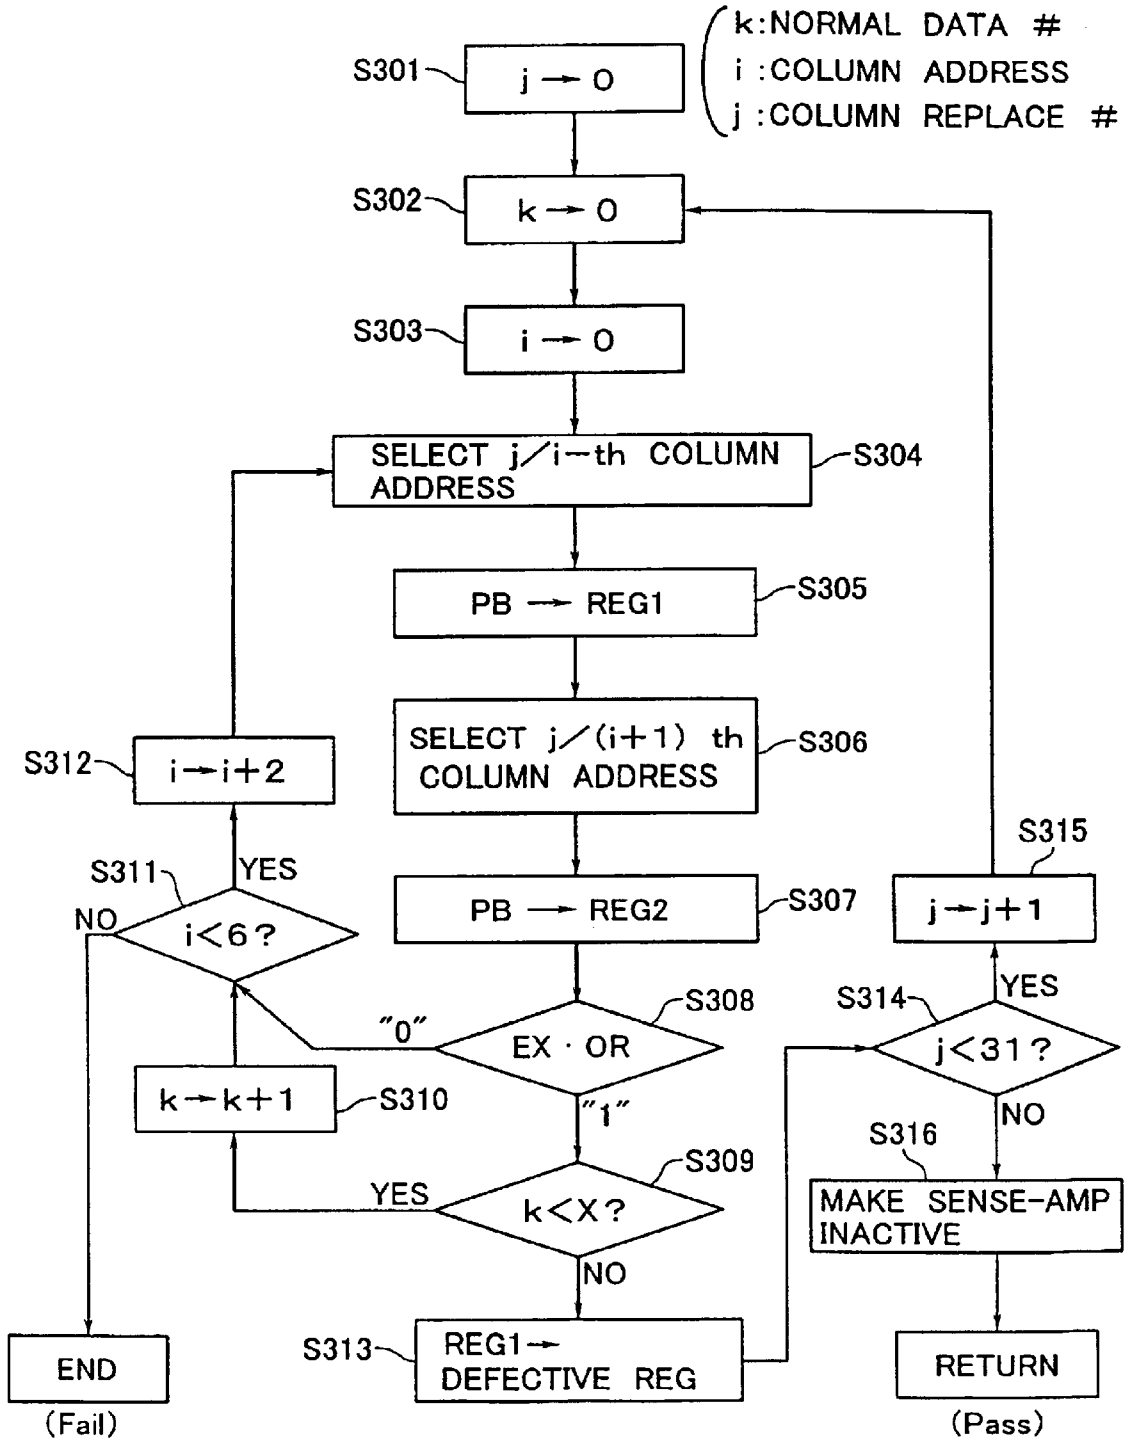 k:NORMAL DATA #
i:COLUMN ADDRESS
j:COLUMN REPLACE #
S301
j → 0
S302
k → 0
S303
i → 0
S304
SELECT j/i-th COLUMN
ADDRESS
S305
PB → REG1
S306
SELECT j/(i+1) th
COLUMN ADDRESS
S312
i→i+2
S307
PB → REG2
S311
YES
NO
i<6?
S315
j→j+1
S308
"0"
EX・OR
"1"
S310
k→k+1
S314
YES
j<31?
NO
S309
YES
k<X?
NO
S316
MAKE SENSE-AMP
INACTIVE
S313
REG1→
DEFECTIVE REG
END
(Fail)
RETURN
(Pass)